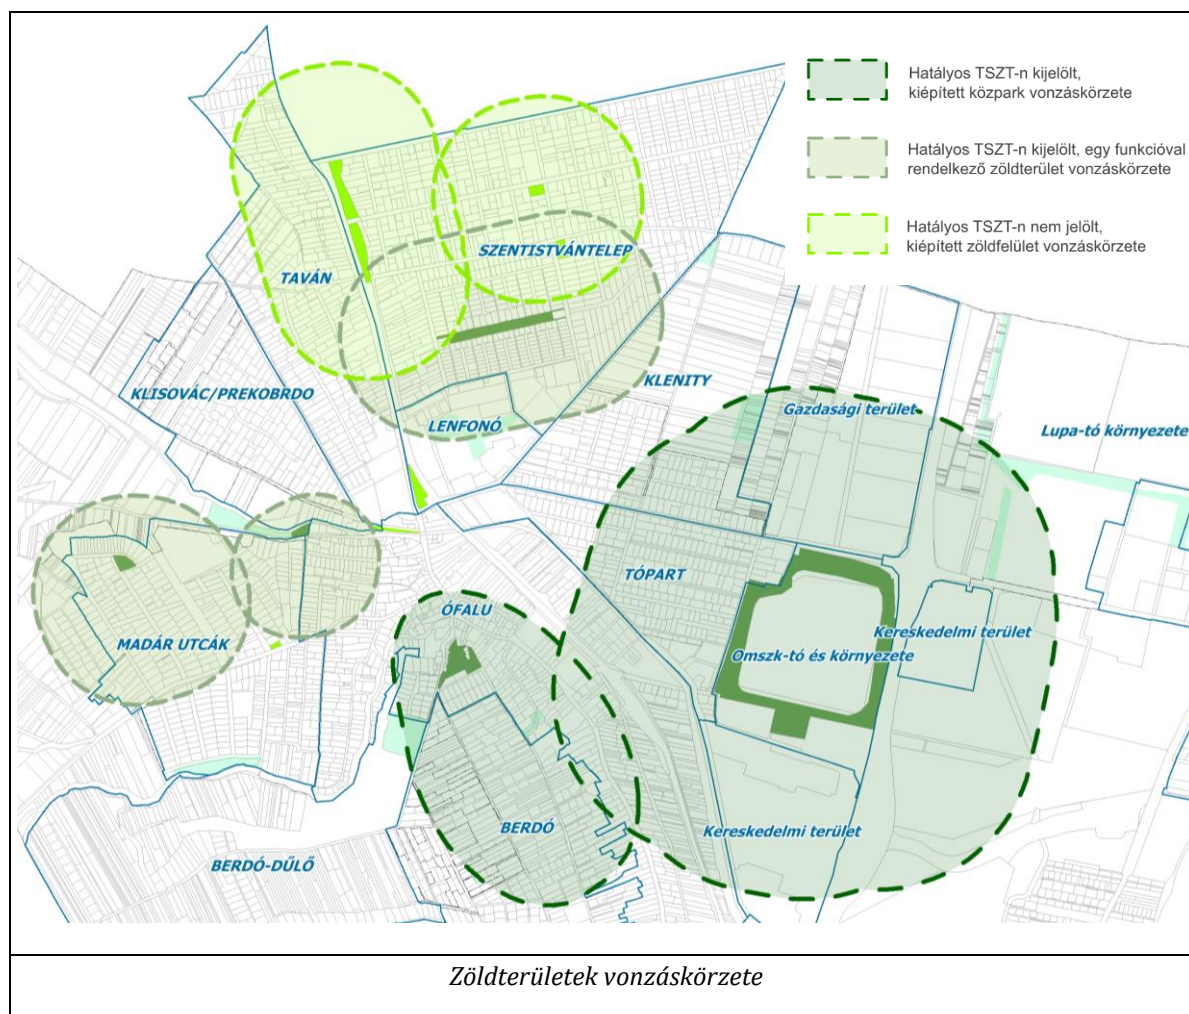 Hatályos TSZT-n kijelölt,
kiépített közpark vonzáskörzete
Hatályos TSZT-n kijelölt, egy funkcióval
rendelkező zöldterület vonzáskörzete
Hatályos TSZT-n nem jelölt,
kiépített zöldfelület vonzáskörzete
SZENTISTVÁNTELEP
TAVÁN
KLISOVÁC/PREKOBRDO
KLENITY
LENFONÓ
Gazdasági terület
Lupa-tó környezete
TÓPART
ÓFALU
MADÁR UTCÁK
Kereskedelmi terület
Omszk-tó és környezete
BERDÓ
Kereskedelmi terület
BERDÓ-DŰLŐ
Zöldterületek vonzáskörzete